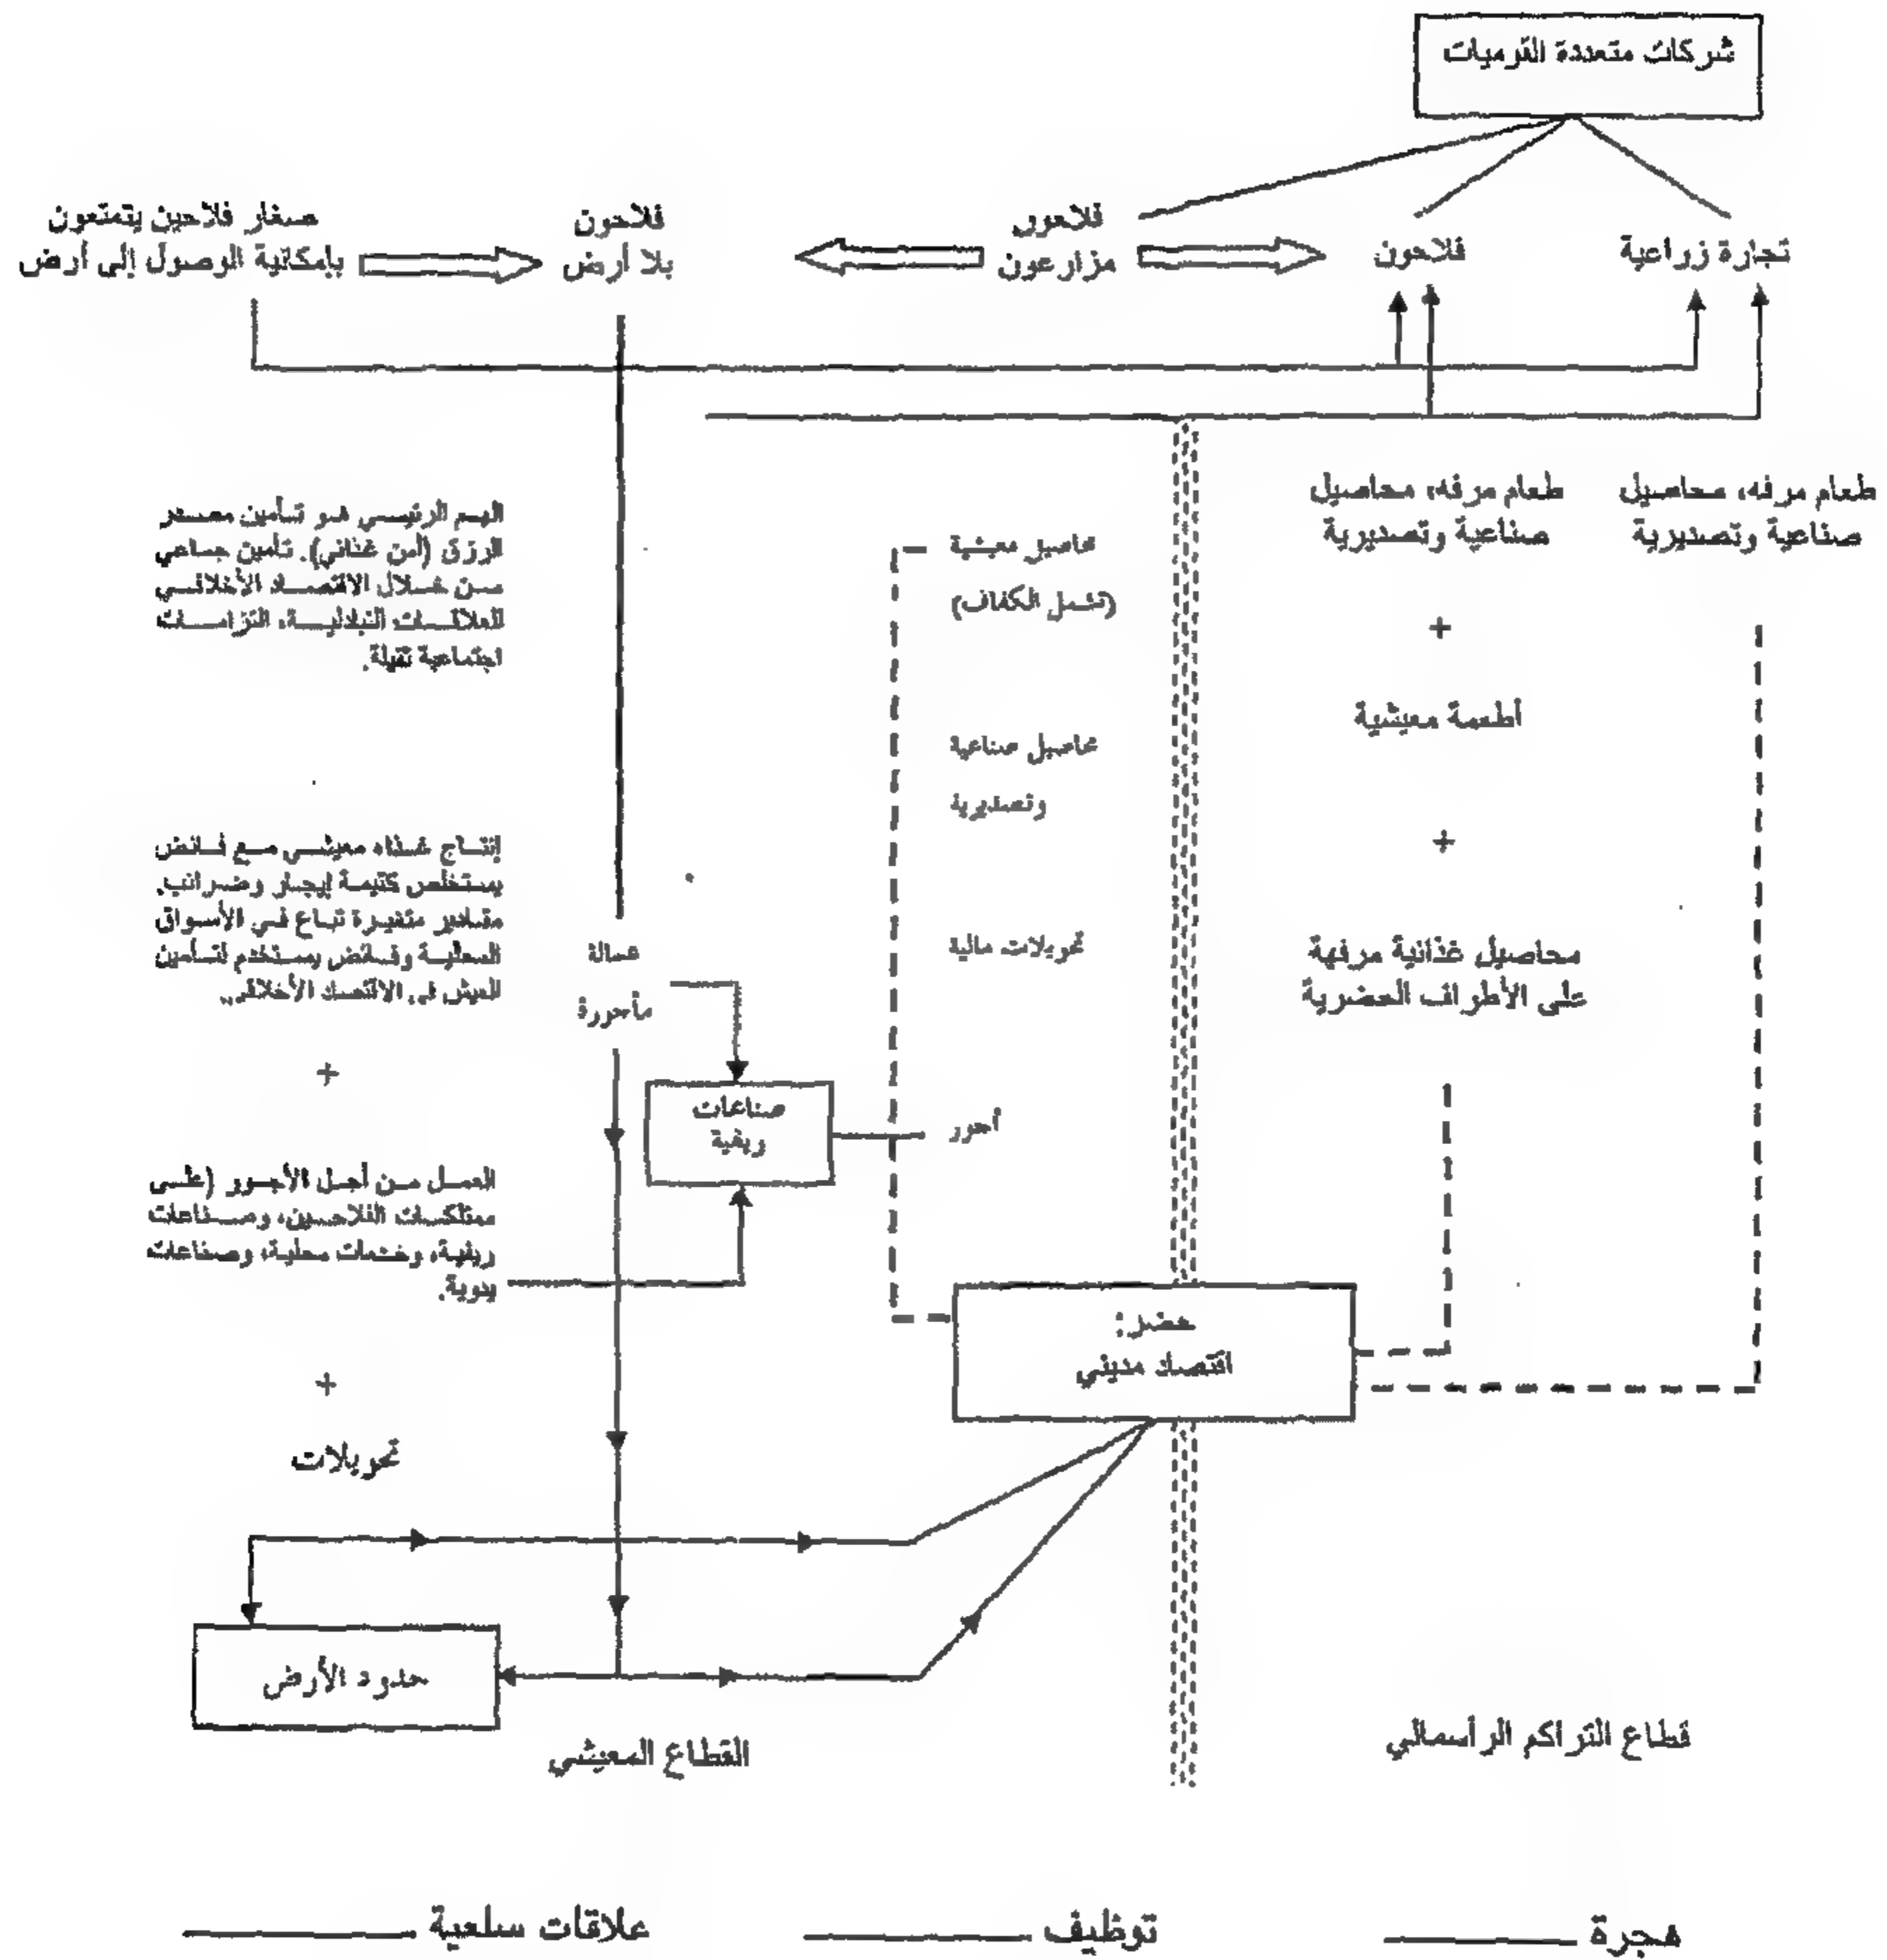 شركات متعددة القوميات
تجارة زراعية
فلاحون
فلاحون
مزارعون
فلاحون
بلا أرض
صغار فلاحين يتمتعون
بإمكانية الوصول إلى أرض
طعام مرفه، محاصيل
صناعية وتصديرية
طعام مرفه، محاصيل
صناعية وتصديرية
+
أطعمة معيشية
+
محاصيل غذائية مرفهة
على الأطراف الحضرية
محاصيل معيشية
(تشمل الكفاف)
محاصيل صناعية
وتصديرية
تحويلات مالية
أجور
عمالة
مأجورة
صناعات
ريفية
الهم الرئيسي هو تأمين مصدر
الرزق (أمن غذائي). تأمين جماعي
من خلال الاقتصاد الأخلاقي
للعلاقات التبادلية، التزامات
اجتماعية ثقيلة.
إنتاج غذاء معيشي مع فائض
يستخلص كقيمة إيجار وضرائب.
مقادير متغيرة تباع في الأسواق
المحلية وفائض يستخدم لتأمين
العيش في الاقتصاد الأخلاقي.
+
العمل من أجل الأجور (على
ممتلكات الفلاحين، وصناعات
ريفية، وخدمات محلية، وصناعات
يدوية.
+
تحويلات
حضر:
اقتصاد مديني
حدود الأرض
القطاع المعيشي
قطاع التراكم الرأسمالي
هجرة
توظيف
علاقات سلعية